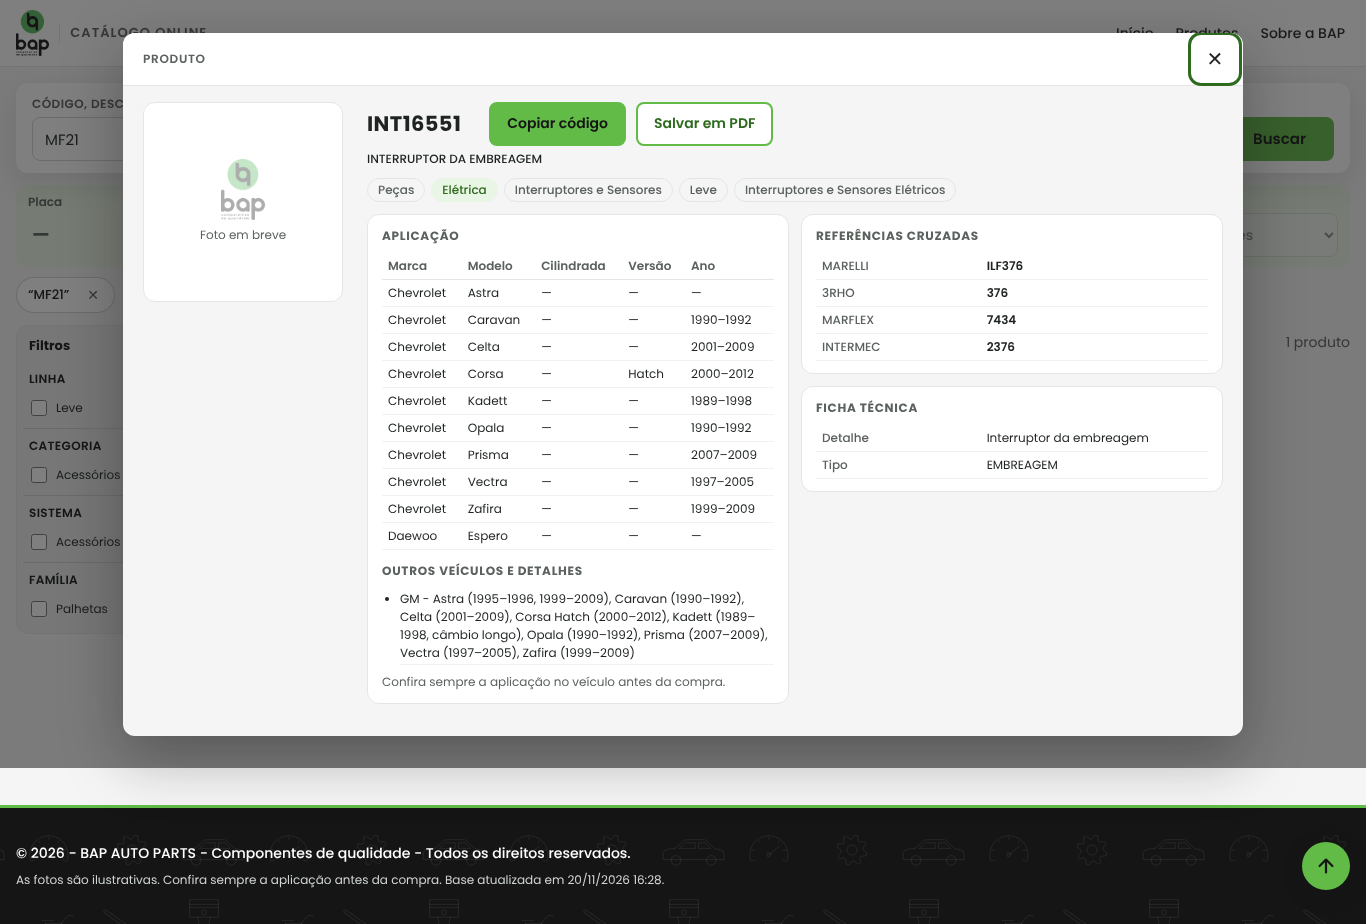 bap
CATÁLOGO ONLINE
Início Produtos Sobre a BAP
PRODUTO
CÓDIGO, DESC
MF21
Buscar
Placa
—
“MF21” ✕
1 produto
Filtros
LINHA
Leve
CATEGORIA
Acessórios
SISTEMA
Acessórios
FAMÍLIA
Palhetas
bap
Foto em breve
INT16551 Copiar código Salvar em PDF
INTERRUPTOR DA EMBREAGEM
Peças Elétrica Interruptores e Sensores Leve Interruptores e Sensores Elétricos
APLICAÇÃO
Marca Modelo Cilindrada Versão Ano
Chevrolet Astra — — —
Chevrolet Caravan — — 1990–1992
Chevrolet Celta — — 2001–2009
Chevrolet Corsa — Hatch 2000–2012
Chevrolet Kadett — — 1989–1998
Chevrolet Opala — — 1990–1992
Chevrolet Prisma — — 2007–2009
Chevrolet Vectra — — 1997–2005
Chevrolet Zafira — — 1999–2009
Daewoo Espero — — —
OUTROS VEÍCULOS E DETALHES
• GM - Astra (1995–1996, 1999–2009), Caravan (1990–1992),
Celta (2001–2009), Corsa Hatch (2000–2012), Kadett (1989–
1998, câmbio longo), Opala (1990–1992), Prisma (2007–2009),
Vectra (1997–2005), Zafira (1999–2009)
Confira sempre a aplicação no veículo antes da compra.
REFERÊNCIAS CRUZADAS
MARELLI ILF376
3RHO 376
MARFLEX 7434
INTERMEC 2376
FICHA TÉCNICA
Detalhe Interruptor da embreagem
Tipo EMBREAGEM
© 2026 - BAP AUTO PARTS - Componentes de qualidade - Todos os direitos reservados.
As fotos são ilustrativas. Confira sempre a aplicação antes da compra. Base atualizada em 20/11/2026 16:28.